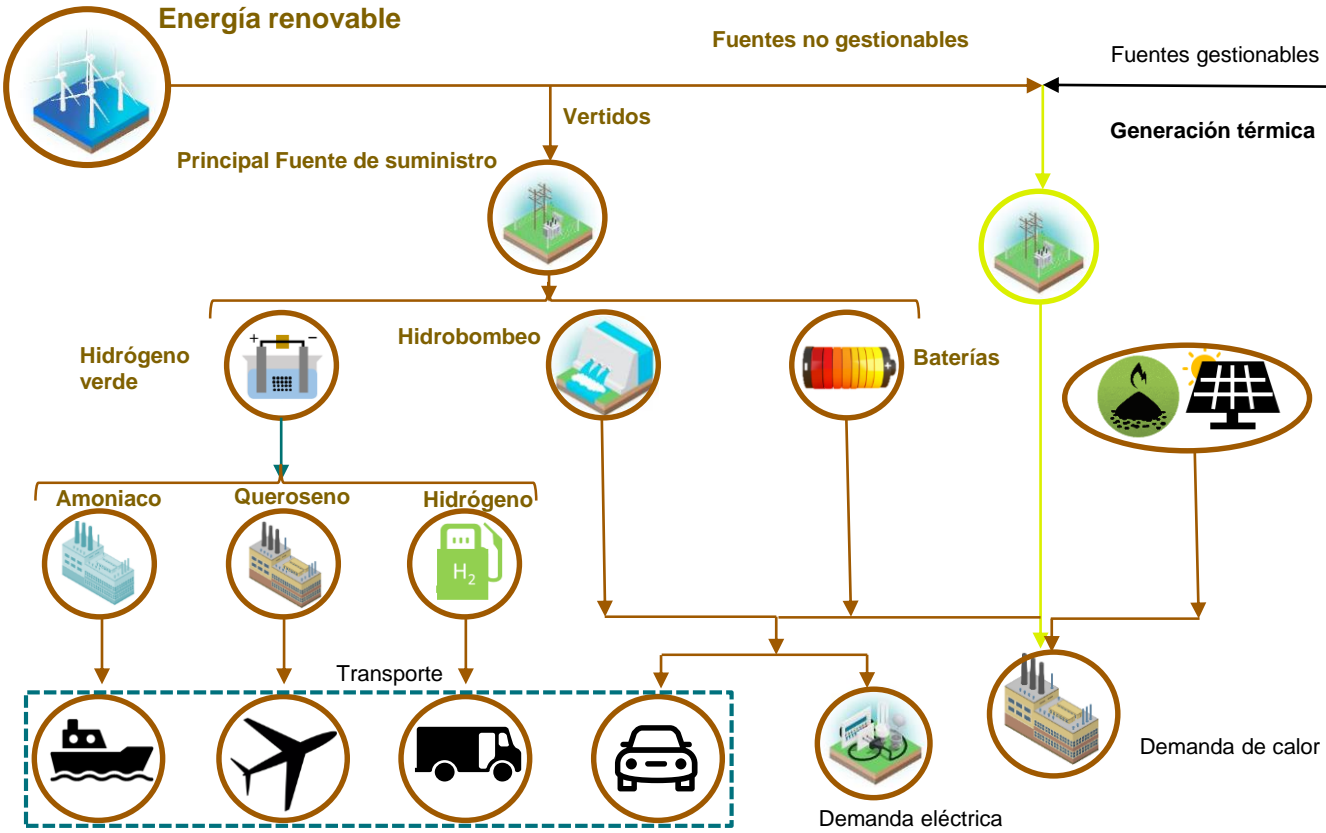 Energía renovable
Fuentes no gestionables
Fuentes gestionables
Vertidos
Generación térmica
Principal Fuente de suministro
Hidrógeno
verde
Hidrobombeo
Baterías
+ −
Amoniaco
Queroseno
Hidrógeno
H₂
Transporte
Demanda de calor
Demanda eléctrica